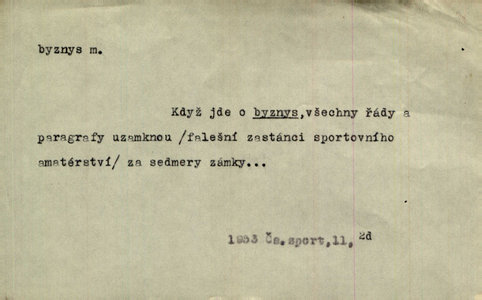 byznys m.
Když jde o byznys,všechny řády a
paragrafy uzamknou /falešní zastánci sportovního
amatérství/ za sedmery zámky...
1953 Čs.sport,11, 2d